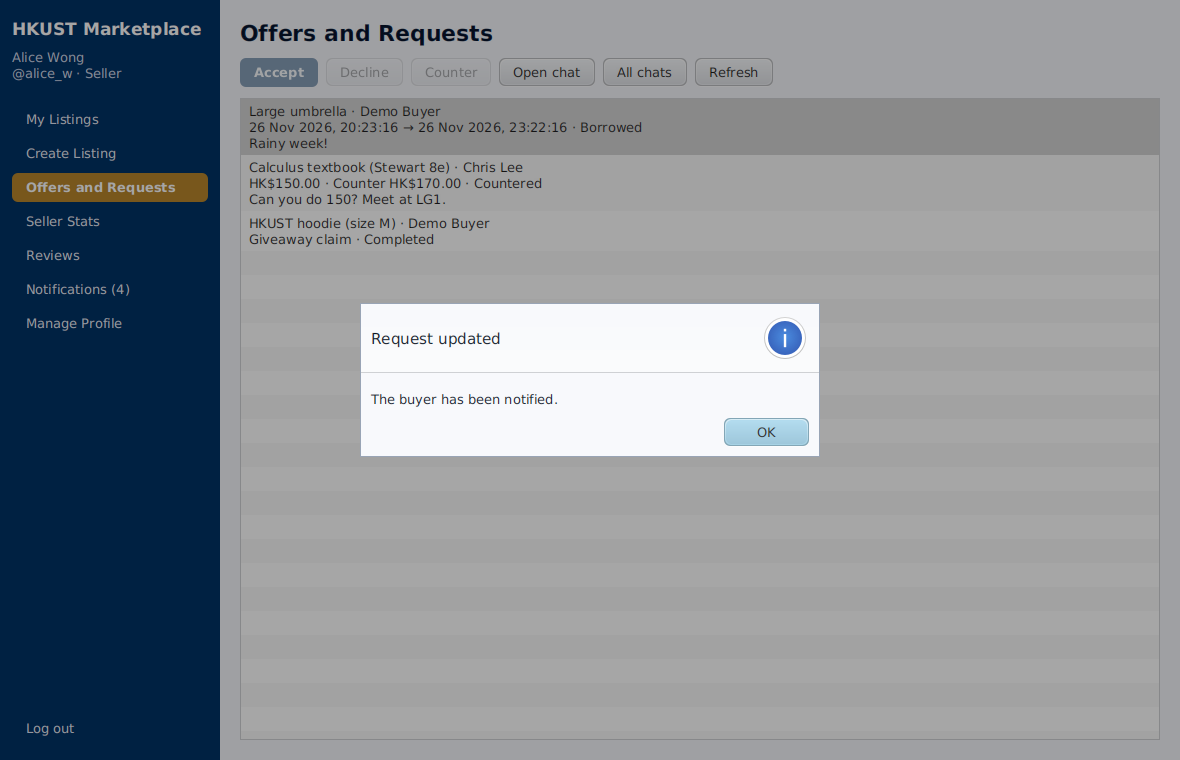 HKUST Marketplace
Alice Wong
@alice_w · Seller
My Listings
Create Listing
Offers and Requests
Seller Stats
Reviews
Notifications (4)
Manage Profile
Log out
Offers and Requests
Accept
Decline
Counter
Open chat
All chats
Refresh
Large umbrella · Demo Buyer
26 Nov 2026, 20:23:16 → 26 Nov 2026, 23:22:16 · Borrowed
Rainy week!
Calculus textbook (Stewart 8e) · Chris Lee
HK$150.00 · Counter HK$170.00 · Countered
Can you do 150? Meet at LG1.
HKUST hoodie (size M) · Demo Buyer
Giveaway claim · Completed
Request updated
The buyer has been notified.
OK